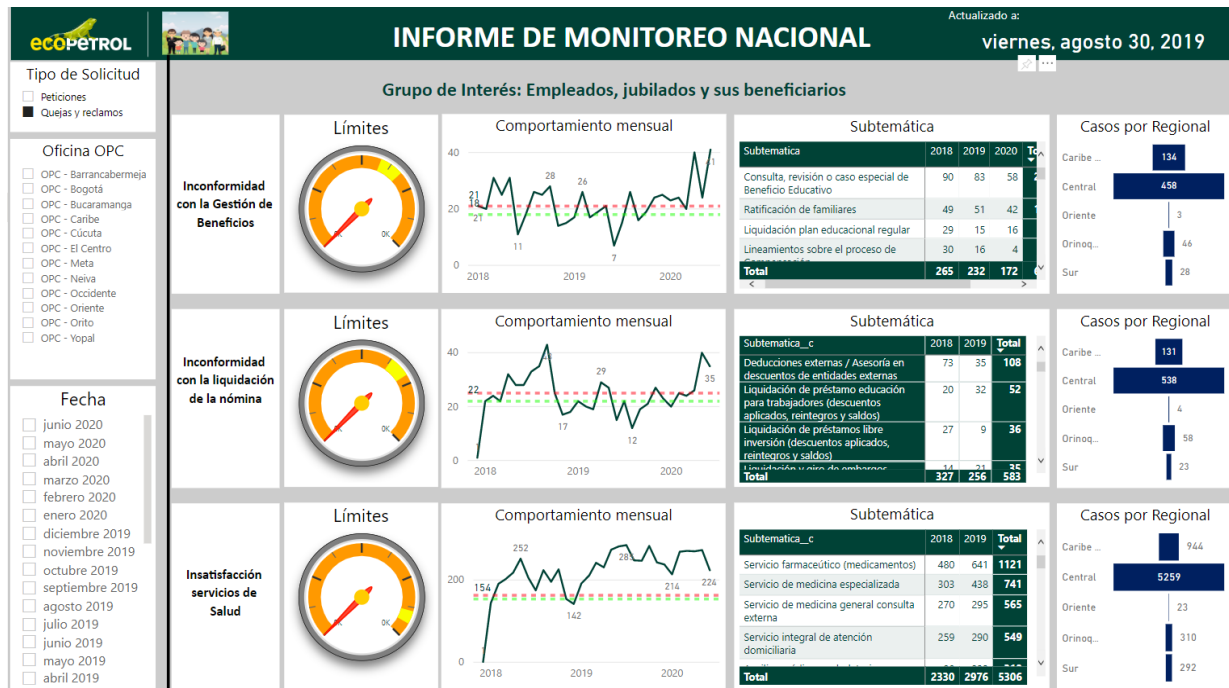 ecopetrol
INFORME DE MONITOREO NACIONAL
Actualizado a:
viernes, agosto 30, 2019
Tipo de Solicitud
Peticiones
Quejas y reclamos
Oficina OPC
OPC - Barrancabermeja
OPC - Bogotá
OPC - Bucaramanga
OPC - Caribe
OPC - Cúcuta
OPC - El Centro
OPC - Meta
OPC - Neiva
OPC - Occidente
OPC - Oriente
OPC - Orito
OPC - Yopal
Fecha
junio 2020
mayo 2020
abril 2020
marzo 2020
febrero 2020
enero 2020
diciembre 2019
noviembre 2019
octubre 2019
septiembre 2019
agosto 2019
julio 2019
junio 2019
mayo 2019
abril 2019
Grupo de Interés: Empleados, jubilados y sus beneficiarios
Inconformidad
con la Gestión de
Beneficios
Límites
0K 0K
Comportamiento mensual
40
20
0
21
18
21
11
28
26
7
41
2018 2019 2020
Subtemática
Subtematica 2018 2019 2020
Consulta, revisión o caso especial de
Beneficio Educativo 90 83 58
Ratificación de familiares 49 51 42
Liquidación plan educacional regular 29 15 16
Lineamientos sobre el proceso de 30 16 4
Total 265 232 172
Casos por Regional
Caribe ... 134
Central 458
Oriente 3
Orinoq... 46
Sur 28
Inconformidad
con la liquidación
de la nómina
Límites
0K 0K
Comportamiento mensual
40
20
0
22
17
29
12
35
2018 2019 2020
Subtemática
Subtematica__c 2018 2019 Total
Deducciones externas / Asesoría en
descuentos de entidades externas 73 35 108
Liquidación de préstamo educación
para trabajadores (descuentos
aplicados, reintegros y saldos) 20 32 52
Liquidación de préstamos libre
inversión (descuentos aplicados,
reintegros y saldos) 27 9 36
Liquidación y giro de embargos 14 21 35
Total 327 256 583
Casos por Regional
Caribe ... 131
Central 538
Oriente 4
Orinoq... 58
Sur 23
Insatisfacción
servicios de
Salud
Límites
0K 0K
Comportamiento mensual
200
0
154
252
142
283
214
224
2018 2019 2020
Subtemática
Subtematica__c 2018 2019 Total
Servicio farmaceútico (medicamentos) 480 641 1121
Servicio de medicina especializada 303 438 741
Servicio de medicina general consulta
externa 270 295 565
Servicio integral de atención
domiciliaria 259 290 549
Total 2330 2976 5306
Casos por Regional
Caribe ... 944
Central 5259
Oriente 23
Orinoq... 310
Sur 292